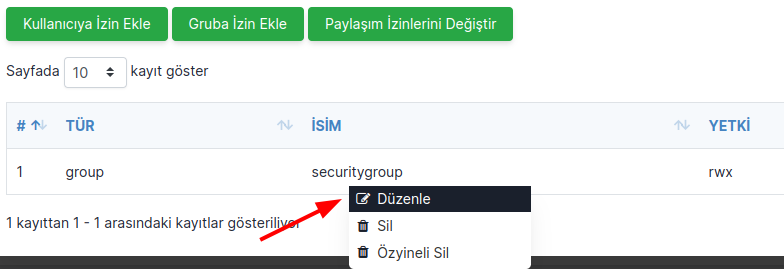 Kullanıcıya İzin Ekle Gruba İzin Ekle Paylaşım İzinlerini Değiştir
Sayfada 10 kayıt göster
# TÜR İSİM YETKİ
1 group securitygroup rwx
Düzenle
1 kayıttan 1 - 1 arasındaki kayıtlar gösteriliyor
Sil
Özyineli Sil